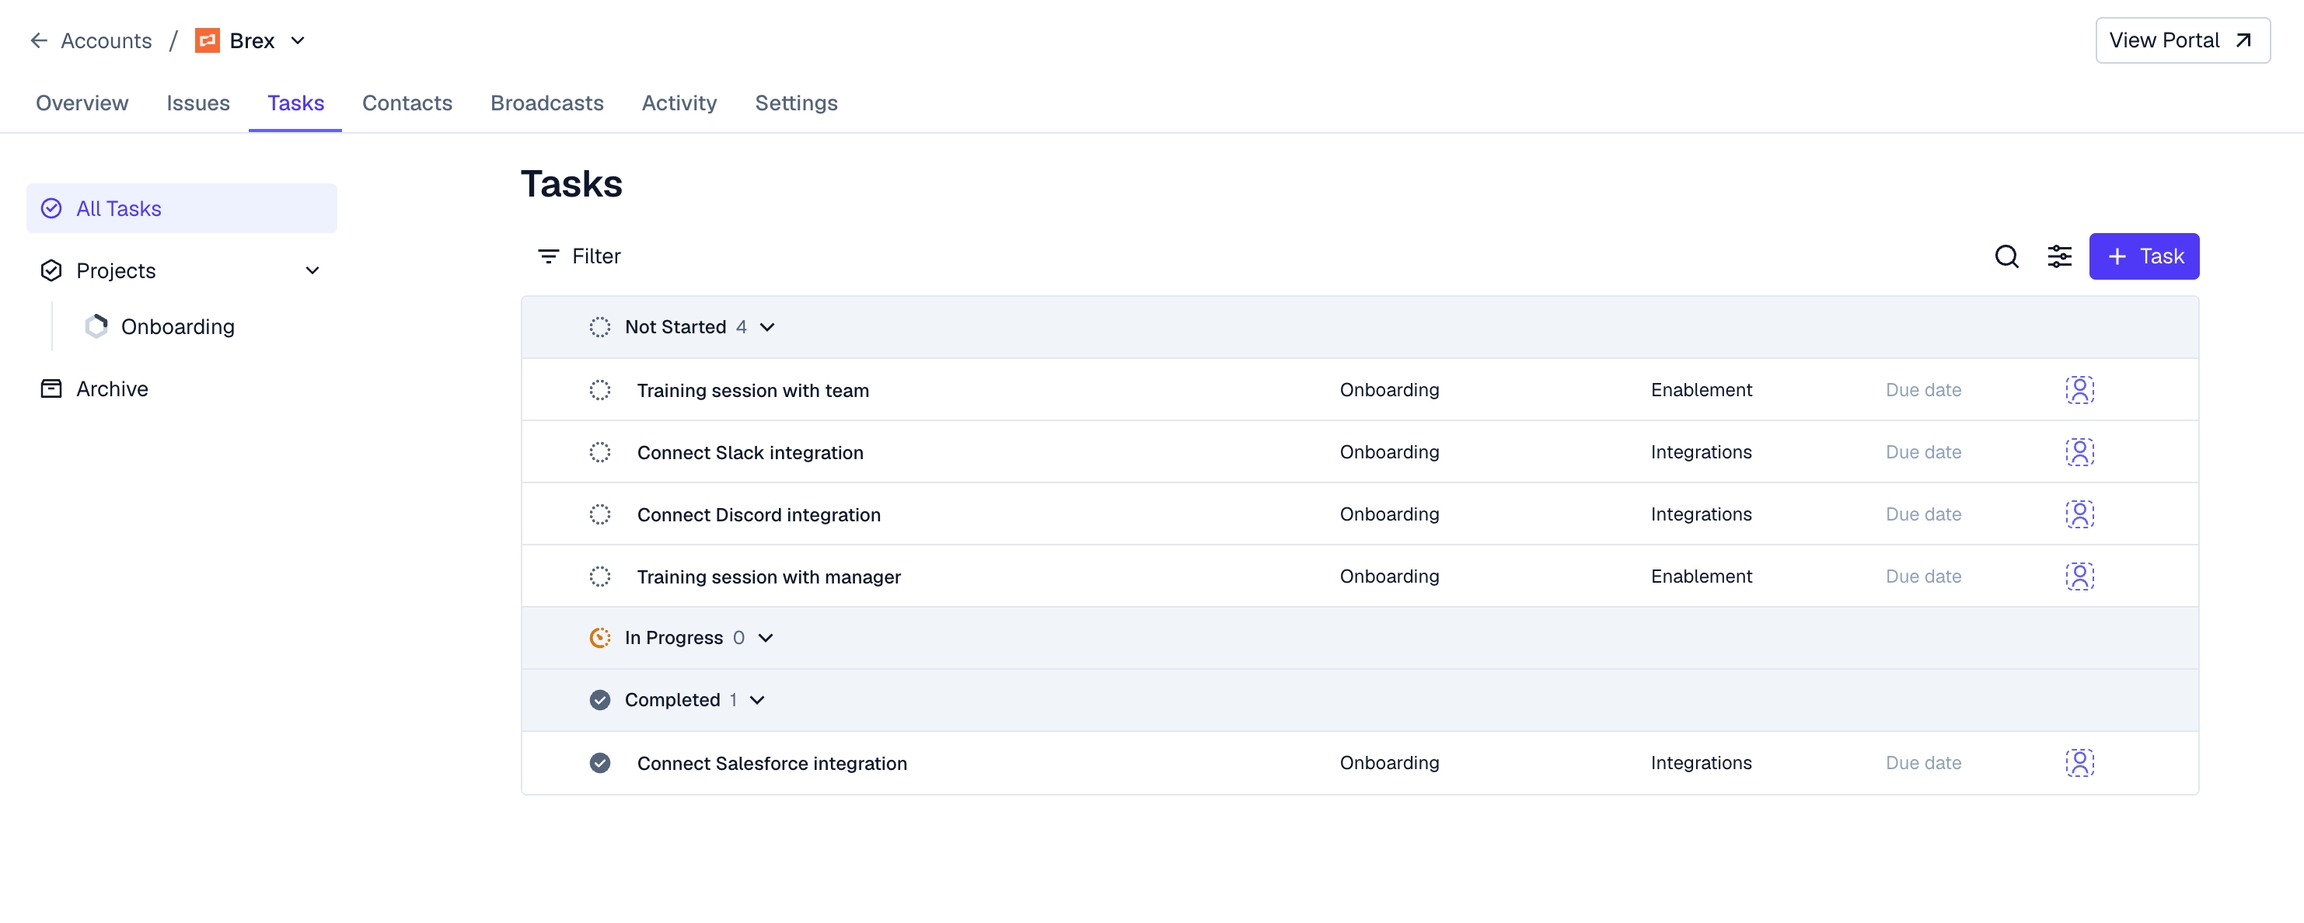 Accounts / Brex
View Portal
Overview Issues Tasks Contacts Broadcasts Activity Settings
All Tasks
Projects
Onboarding
Archive
Tasks
Filter
+ Task
Not Started 4
Training session with team Onboarding Enablement Due date
Connect Slack integration Onboarding Integrations Due date
Connect Discord integration Onboarding Integrations Due date
Training session with manager Onboarding Enablement Due date
In Progress 0
Completed 1
Connect Salesforce integration Onboarding Integrations Due date